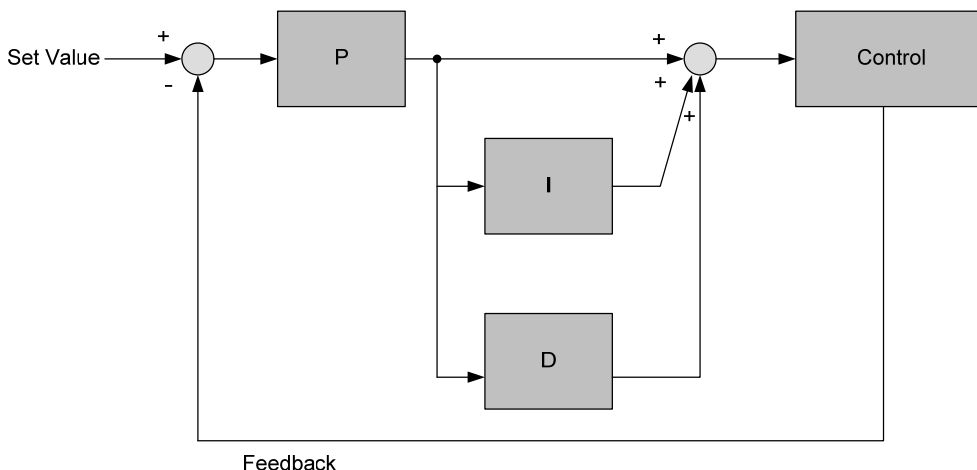 +
+
P
Control
Set Value
-
+
+
I
D
Feedback